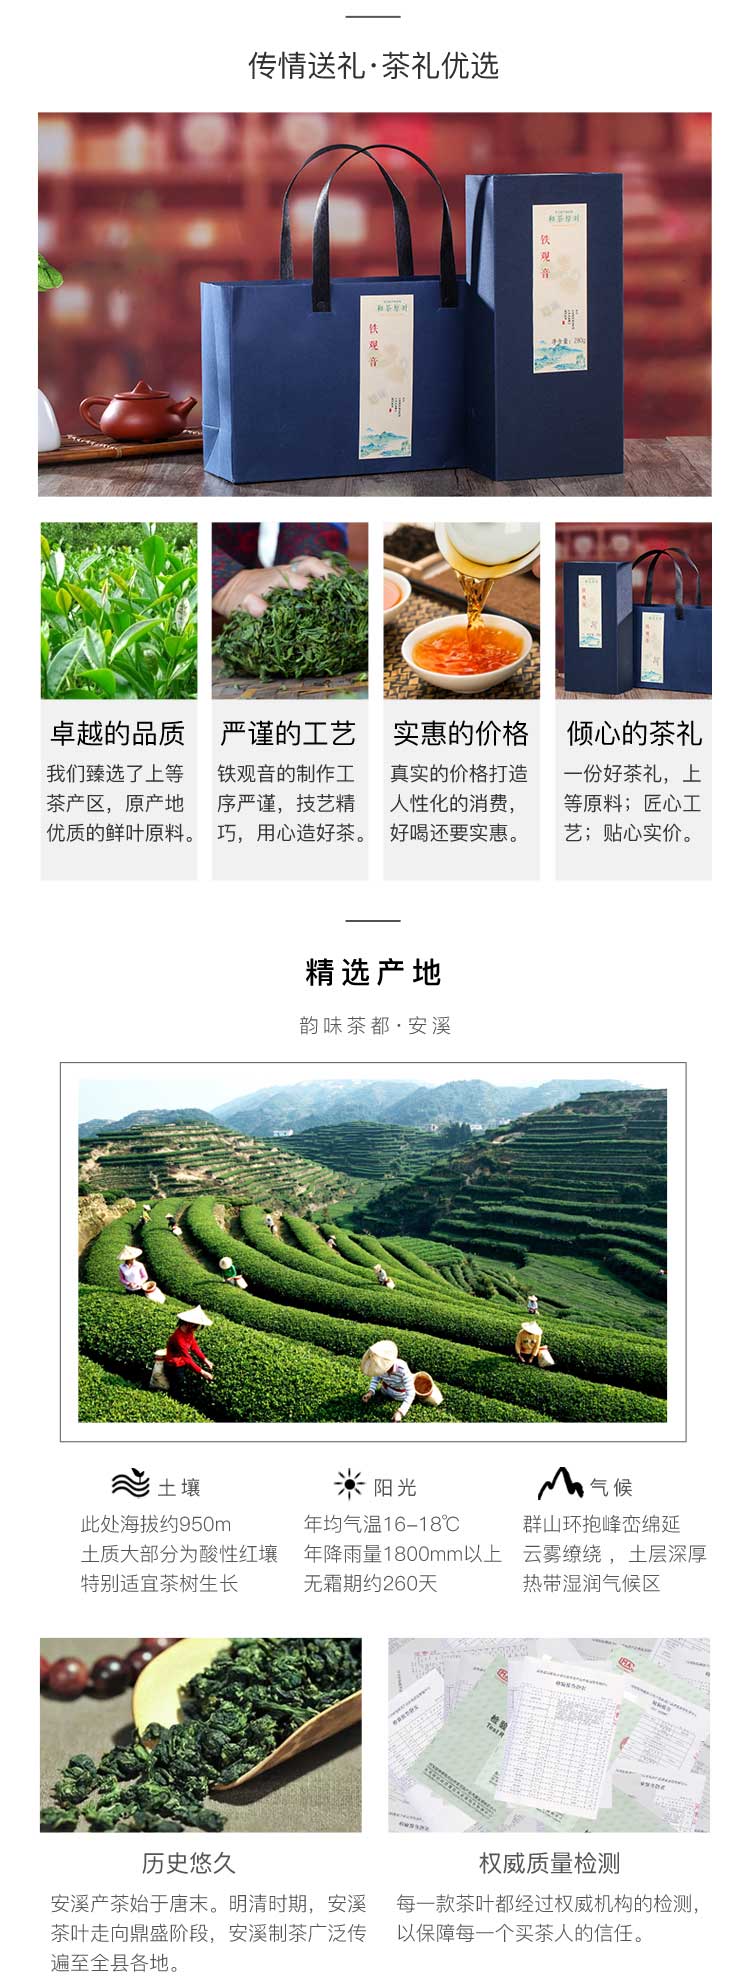 传情送礼·茶礼优选
和茶原叶
铁观音
净含量：280g
和茶原叶
铁观音
卓越的品质
我们臻选了上等
茶产区，原产地
优质的鲜叶原料。
严谨的工艺
铁观音的制作工
序严谨，技艺精
巧，用心造好茶。
实惠的价格
真实的价格打造
人性化的消费，
好喝还要实惠。
倾心的茶礼
一份好茶礼，上
等原料；匠心工
艺；贴心实价。
精选产地
韵味茶都·安溪
土壤
此处海拔约950m
土质大部分为酸性红壤
特别适宜茶树生长
阳光
年均气温16-18℃
年降雨量1800mm以上
无霜期约260天
气候
群山环抱峰峦绵延
云雾缭绕 ，土层深厚
热带湿润气候区
检验报告
历史悠久
安溪产茶始于唐末。明清时期，安溪
茶叶走向鼎盛阶段，安溪制茶广泛传
遍至全县各地。
权威质量检测
每一款茶叶都经过权威机构的检测，
以保障每一个买茶人的信任。